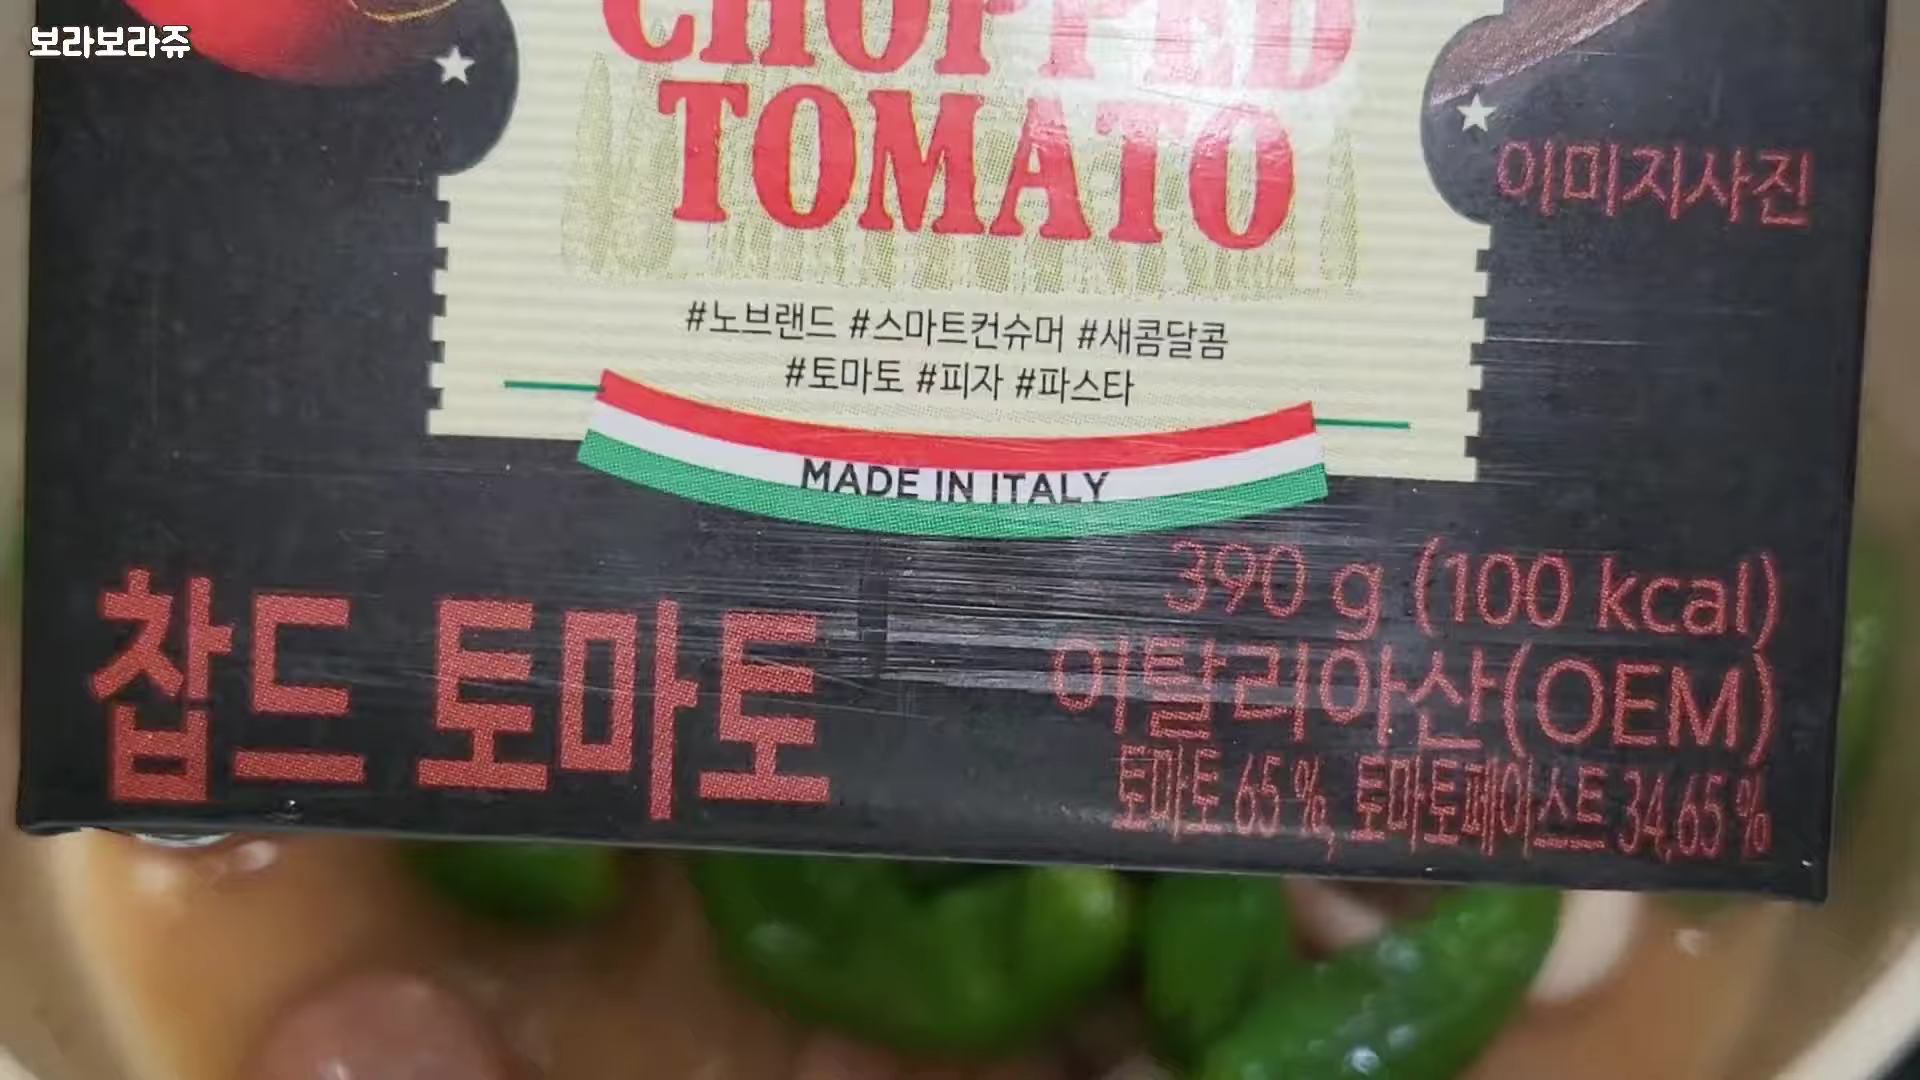 보라보라쥬
CHOPPED
TOMATO
이미지사진
#노브랜드 #스마트컨슈머 #새콤달콤
#토마토 #피자 #파스타
MADE IN ITALY
찹드 토마토
390 g (100 kcal)
이탈리아산(OEM)
토마토 65 %, 토마토페이스트 34.65 %